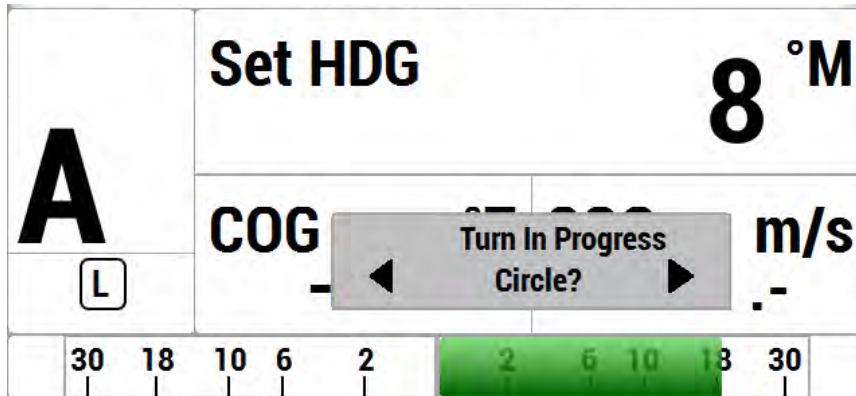 Set HDG
8 °M
A
COG
m/s
Turn In Progress
Circle?
L
-
.-
30 18 10 6 2 2 6 10 18 30